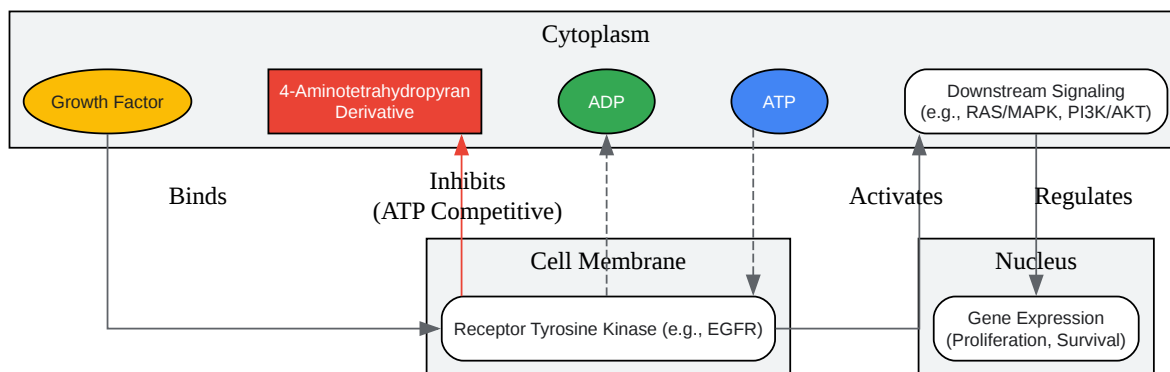 Cytoplasm
Growth Factor
4-Aminotetrahydropyran
Derivative
ADP
ATP
Downstream Signaling
(e.g., RAS/MAPK, PI3K/AKT)
Binds
Inhibits
(ATP Competitive)
Activates
Regulates
Cell Membrane
Nucleus
Receptor Tyrosine Kinase (e.g., EGFR)
Gene Expression
(Proliferation, Survival)